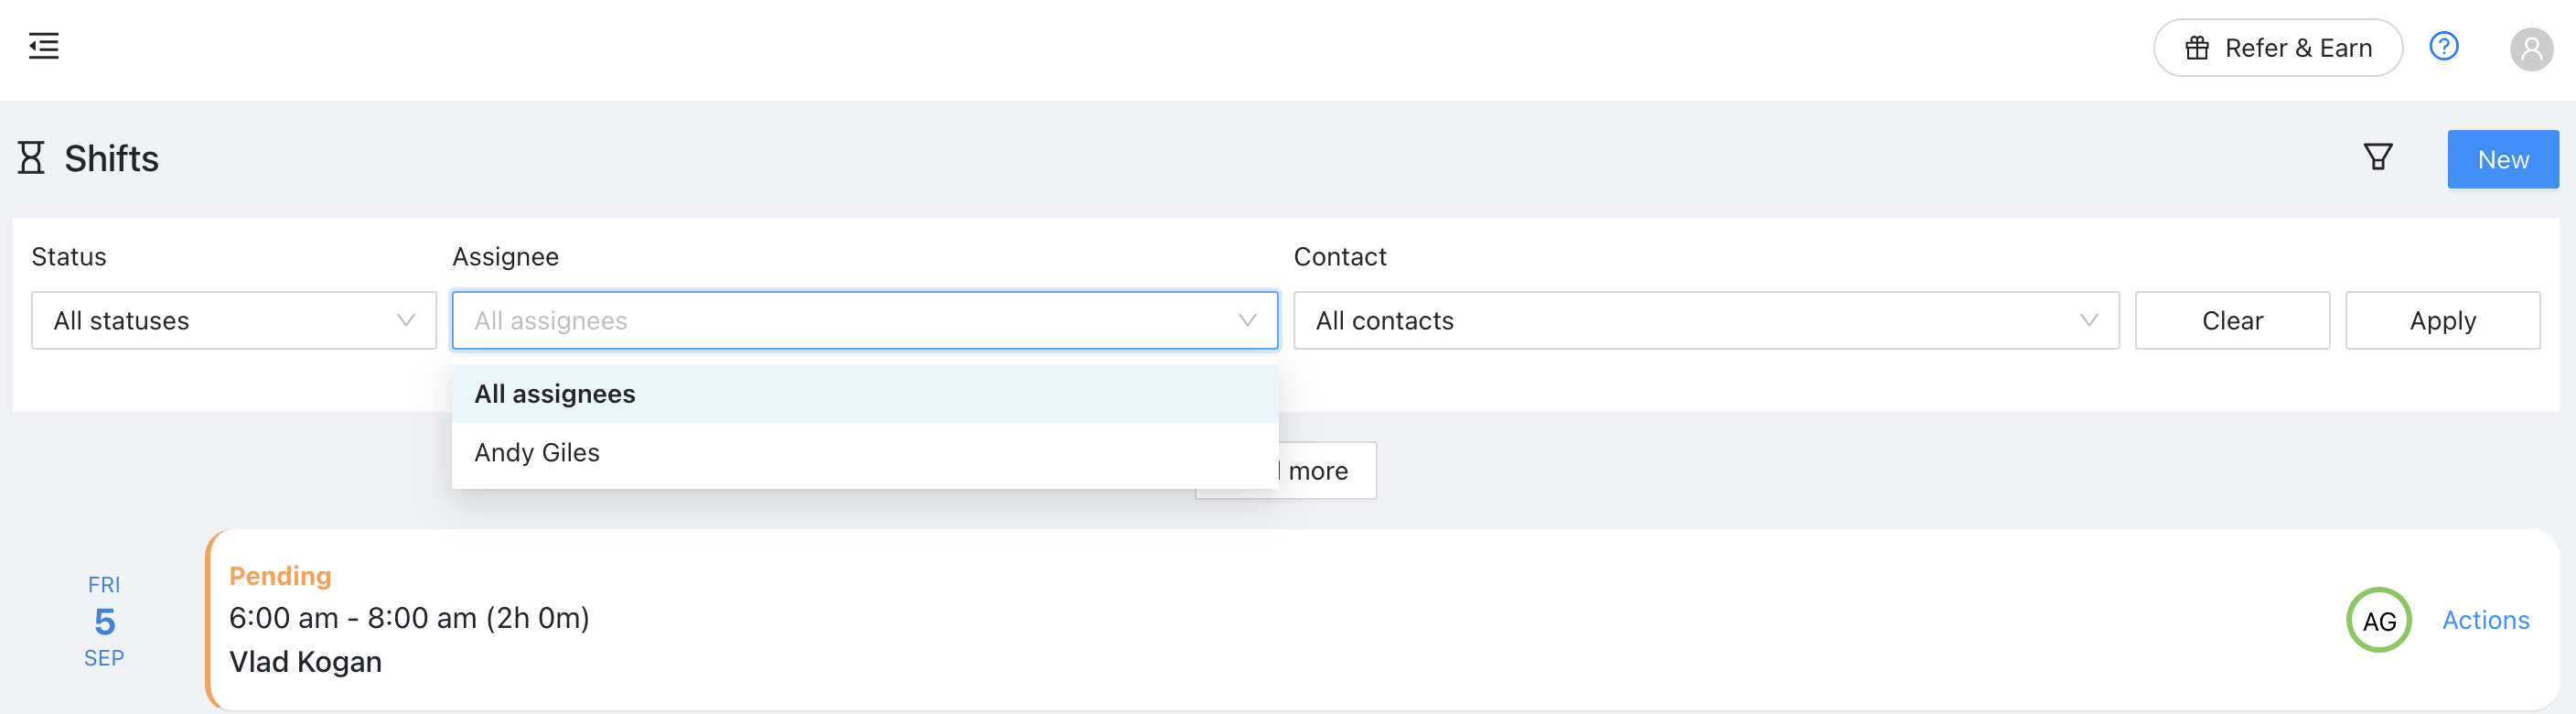 Refer & Earn
Shifts
New
Status
Assignee
Contact
All statuses
All assignees
All contacts
Clear
Apply
All assignees
Andy Giles
more
FRI
5
SEP
Pending
6:00 am - 8:00 am (2h 0m)
Vlad Kogan
AG
Actions